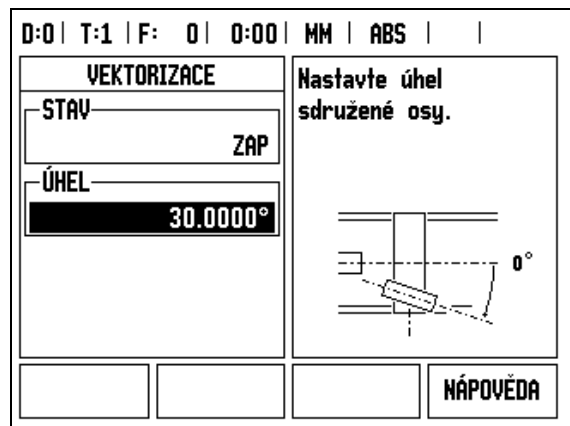 D:0| T:1 |F: 0| 0:00| MM | ABS | |
VEKTORIZACE
STAV
ZAP
ÚHEL
30.0000°
Nastavte úhel
sdružené osy.
0°
NÁPOVĚDA